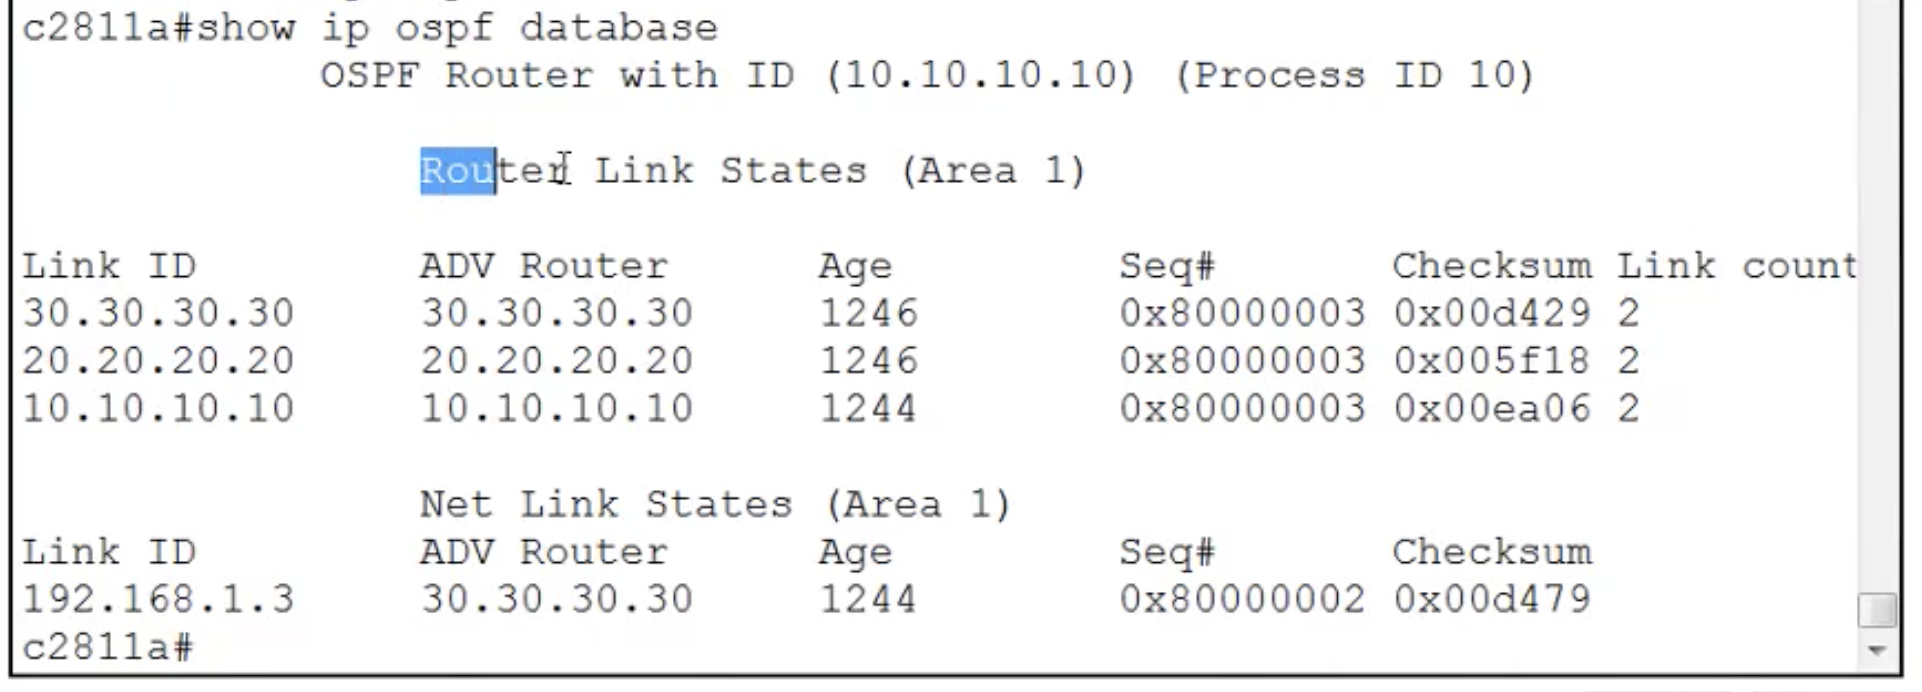 c2811a#show ip ospf database
OSPF Router with ID (10.10.10.10) (Process ID 10)
Router Link States (Area 1)
Link ID ADV Router Age Seq# Checksum Link count
30.30.30.30 30.30.30.30 1246 0x80000003 0x00d429 2
20.20.20.20 20.20.20.20 1246 0x80000003 0x005f18 2
10.10.10.10 10.10.10.10 1244 0x80000003 0x00ea06 2
Net Link States (Area 1)
Link ID ADV Router Age Seq# Checksum
192.168.1.3 30.30.30.30 1244 0x80000002 0x00d479
c2811a#